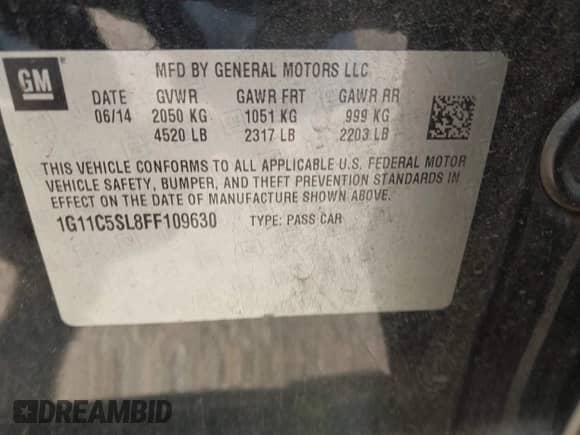 GM
MFD BY GENERAL MOTORS LLC
DATE GVWR GAWR FRT GAWR RR
06/14 2050 KG 1051 KG 999 KG
4520 LB 2317 LB 2203 LB
THIS VEHICLE CONFORMS TO ALL APPLICABLE U.S. FEDERAL MOTOR
VEHICLE SAFETY, BUMPER, AND THEFT PREVENTION STANDARDS IN
EFFECT ON THE DATE OF MANUFACTURE SHOWN ABOVE.
1G11C5SL8FF109630 TYPE: PASS CAR
DREAMBID